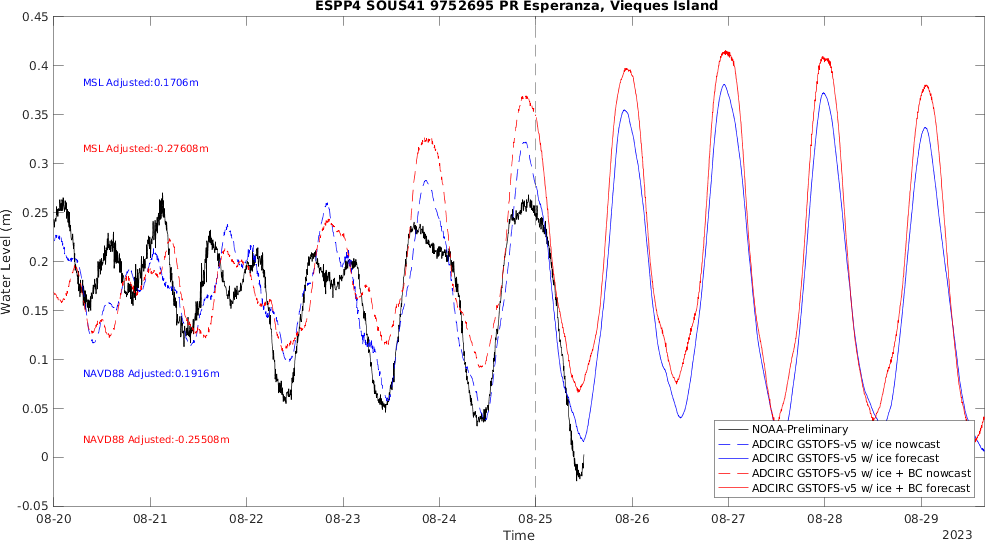 ESPP4 SOUS41 9752695 PR Esperanza, Vieques Island
0.45
0.4
0.35
0.3
0.25
0.2
0.15
0.1
0.05
0
-0.05
Water Level (m)
MSL Adjusted:0.1706m
MSL Adjusted:-0.27608m
NAVD88 Adjusted:0.1916m
NAVD88 Adjusted:-0.25508m
NOAA-Preliminary
ADCIRC GSTOFS-v5 w/ ice nowcast
ADCIRC GSTOFS-v5 w/ ice forecast
ADCIRC GSTOFS-v5 w/ ice + BC nowcast
ADCIRC GSTOFS-v5 w/ ice + BC forecast
08-20 08-21 08-22 08-23 08-24 08-25 08-26 08-27 08-28 08-29
Time
2023